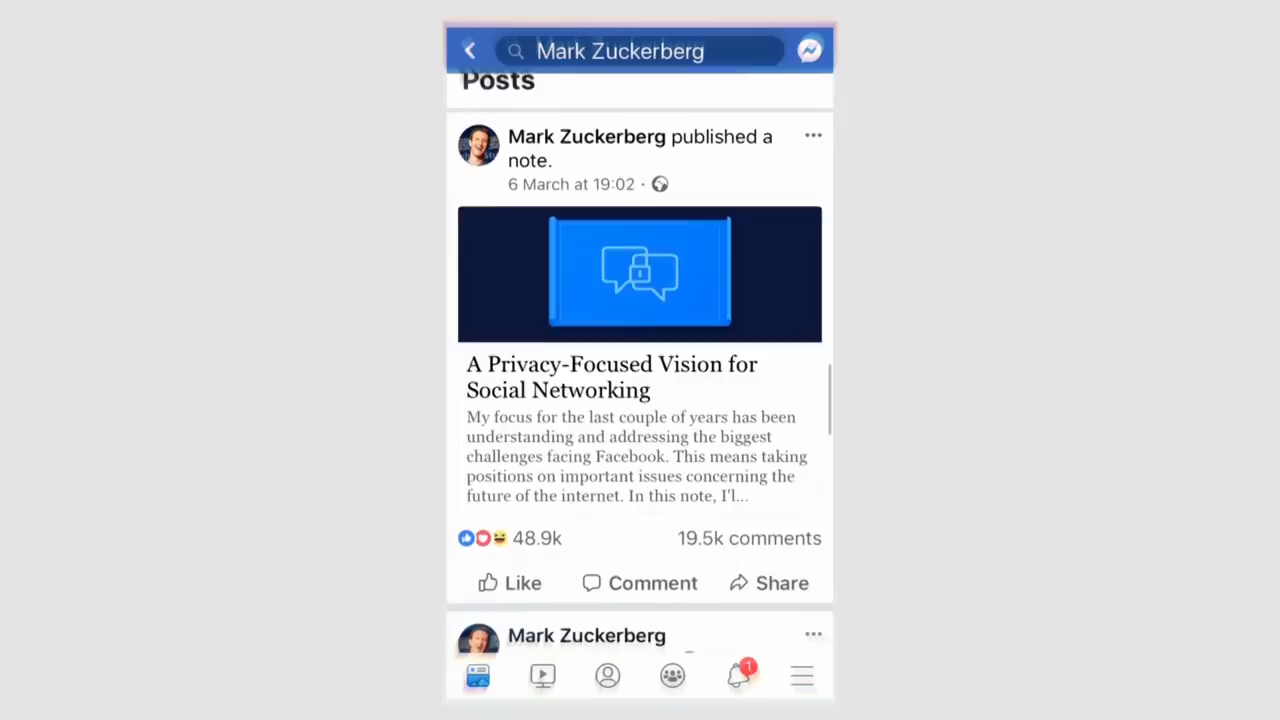 Mark Zuckerberg
Posts
Mark Zuckerberg published a
note.
6 March at 19:02 ·
A Privacy-Focused Vision for
Social Networking
My focus for the last couple of years has been
understanding and addressing the biggest
challenges facing Facebook. This means taking
positions on important issues concerning the
future of the internet. In this note, I'l...
48.9k 19.5k comments
Like Comment Share
Mark Zuckerberg
1